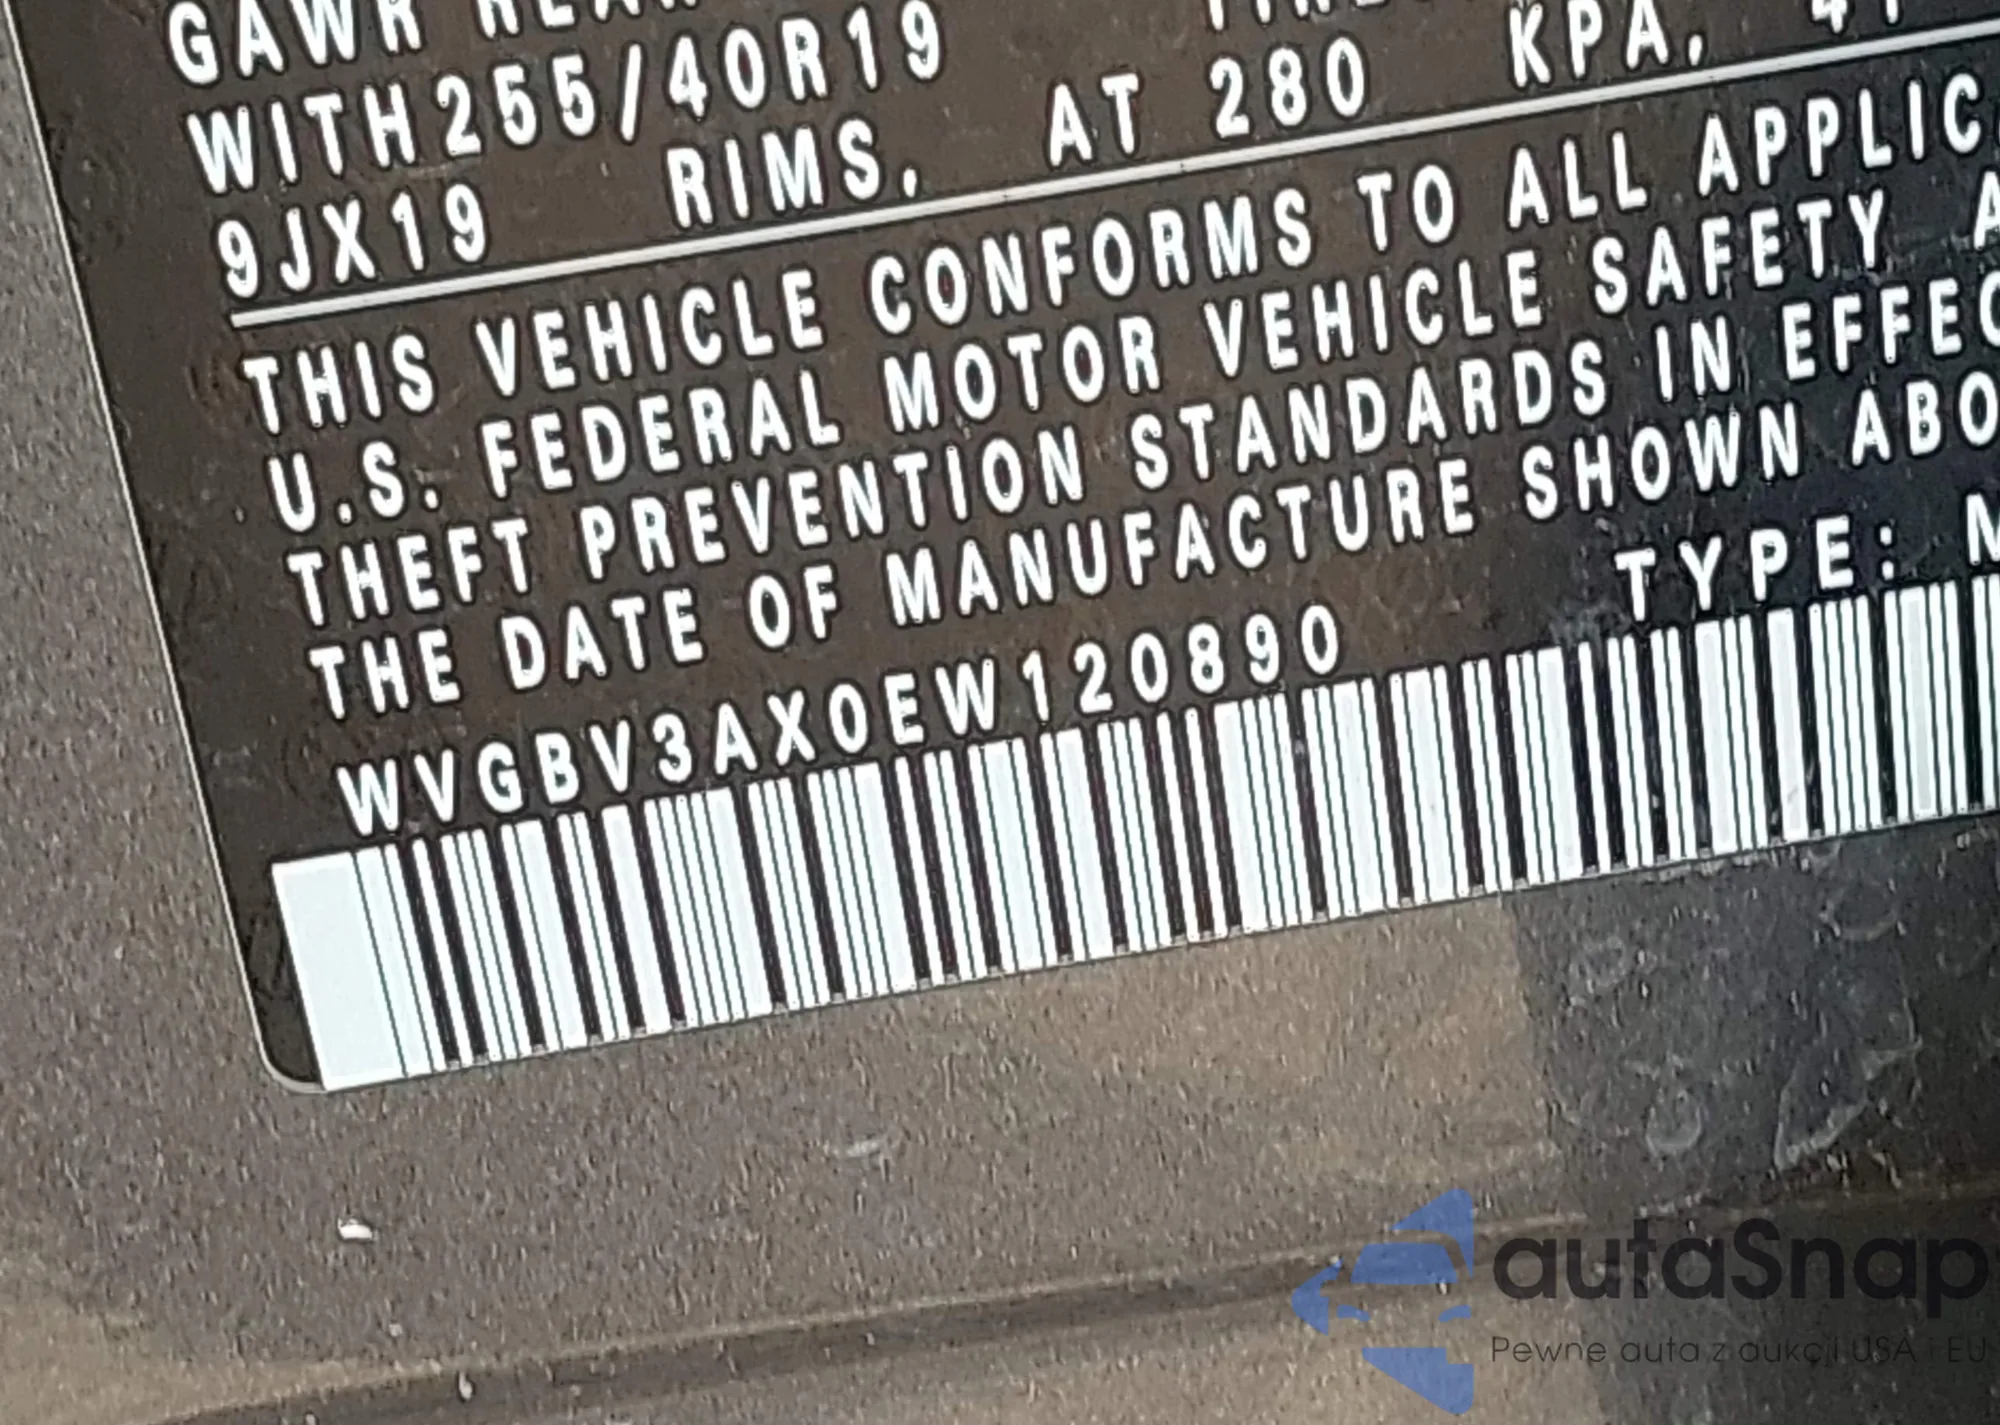 GAWR REAR
WITH255/40R19 AT 280 KPA,
9JX19 RIMS,
THIS VEHICLE CONFORMS TO ALL APPLIC
U.S. FEDERAL MOTOR VEHICLE SAFETY A
THEFT PREVENTION STANDARDS IN EFFEC
THE DATE OF MANUFACTURE SHOWN ABO
WVGBV3AX0EW120890 TYPE: M
autaSnap
Pewne auta z aukcji USA i EU